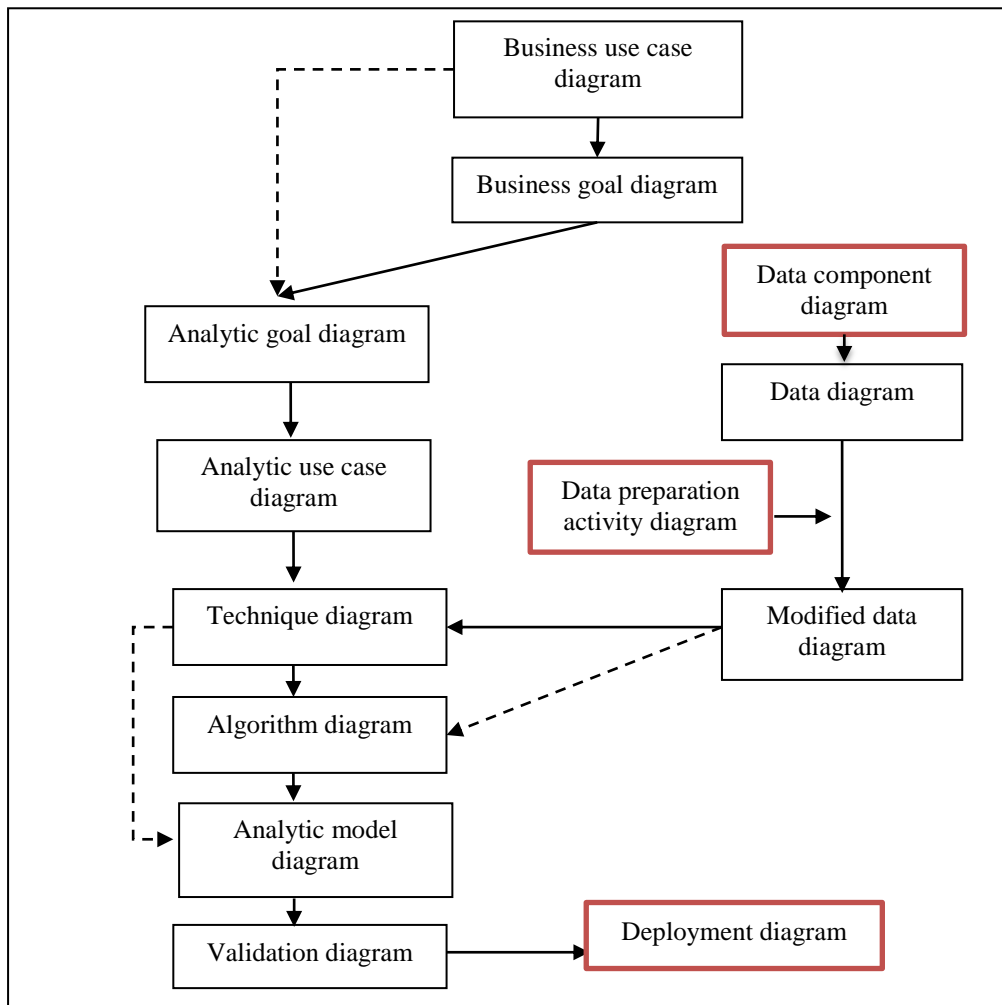 Business use case
diagram
Business goal diagram
Data component
diagram
Analytic goal diagram
Data diagram
Analytic use case
diagram
Data preparation
activity diagram
Technique diagram
Modified data
diagram
Algorithm diagram
Analytic model
diagram
Validation diagram
Deployment diagram